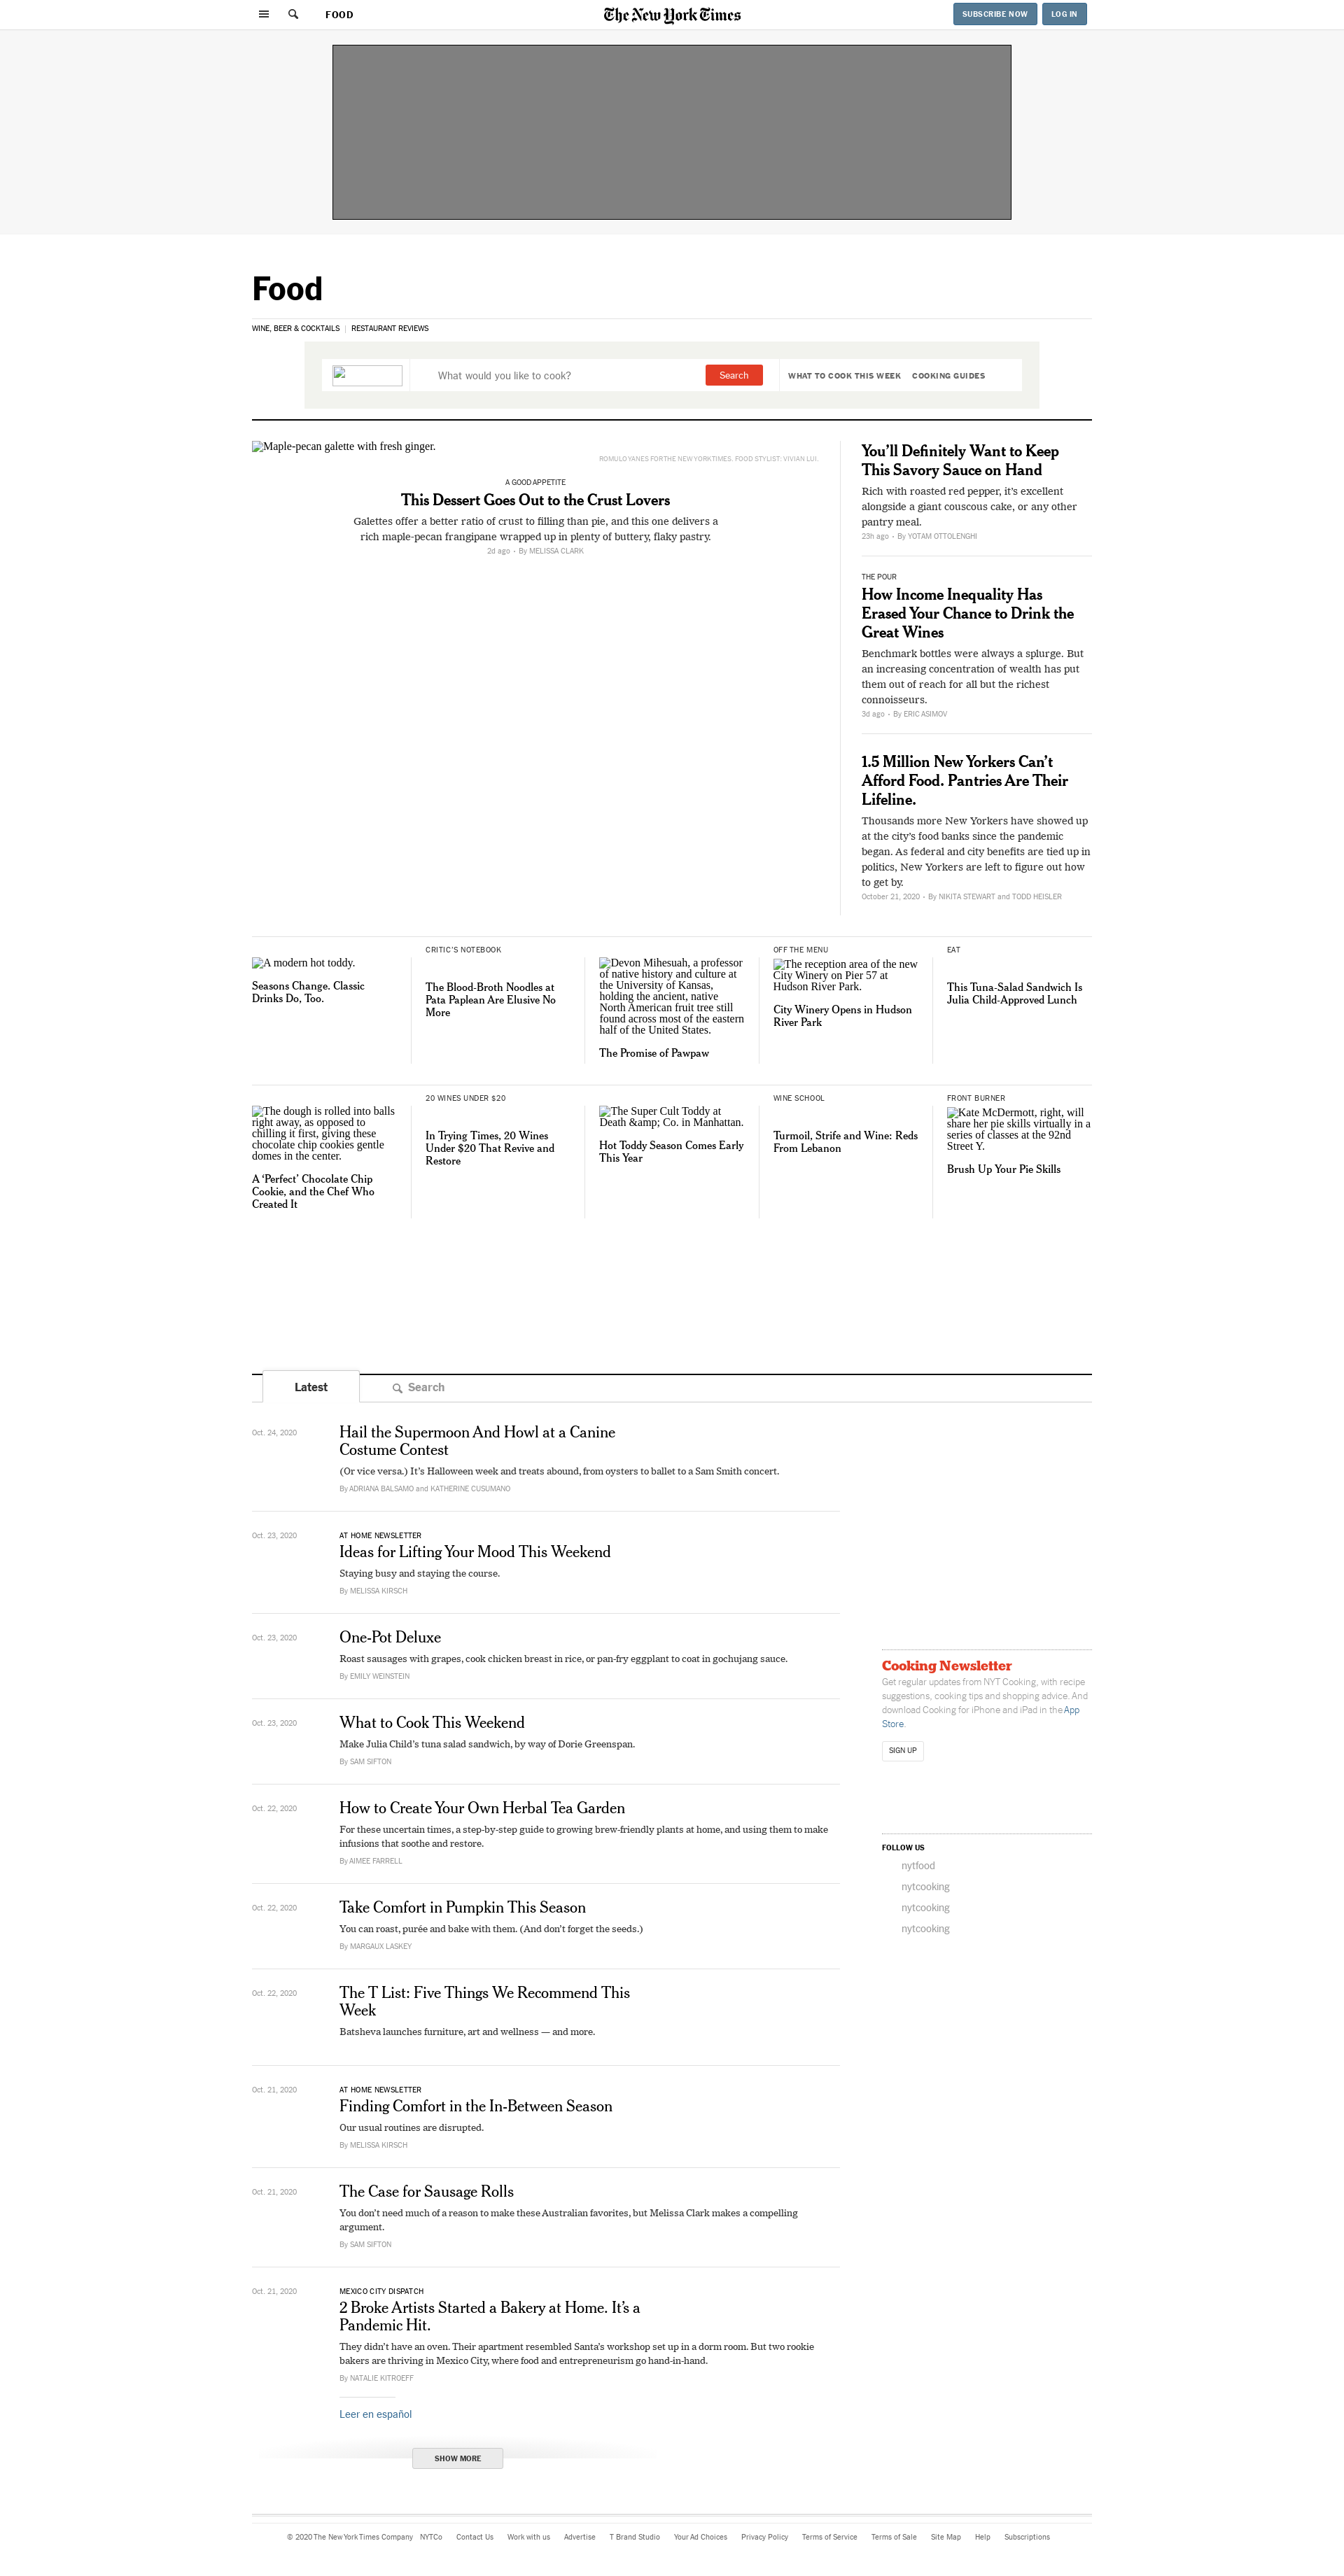 FOOD
The New York Times
SUBSCRIBE NOW
LOG IN
Food
WINE, BEER & COCKTAILS
RESTAURANT REVIEWS
What would you like to cook?
Search
WHAT TO COOK THIS WEEK
COOKING GUIDES
Maple-pecan galette with fresh ginger.
ROMULO YANES FOR THE NEW YORK TIMES. FOOD STYLIST: VIVIAN LUI.
A GOOD APPETITE
This Dessert Goes Out to the Crust Lovers
Galettes offer a better ratio of crust to filling than pie, and this one delivers a
rich maple-pecan frangipane wrapped up in plenty of buttery, flaky pastry.
2d ago • By MELISSA CLARK
You’ll Definitely Want to Keep
This Savory Sauce on Hand
Rich with roasted red pepper, it’s excellent
alongside a giant couscous cake, or any other
pantry meal.
23h ago • By YOTAM OTTOLENGHI
THE POUR
How Income Inequality Has
Erased Your Chance to Drink the
Great Wines
Benchmark bottles were always a splurge. But
an increasing concentration of wealth has put
them out of reach for all but the richest
connoisseurs.
3d ago • By ERIC ASIMOV
1.5 Million New Yorkers Can’t
Afford Food. Pantries Are Their
Lifeline.
Thousands more New Yorkers have showed up
at the city’s food banks since the pandemic
began. As federal and city benefits are tied up in
politics, New Yorkers are left to figure out how
to get by.
October 21, 2020 • By NIKITA STEWART and TODD HEISLER
A modern hot toddy.
Seasons Change. Classic
Drinks Do, Too.
CRITIC’S NOTEBOOK
The Blood-Broth Noodles at
Pata Paplean Are Elusive No
More
Devon Mihesuah, a professor
of native history and culture at
the University of Kansas,
holding the ancient, native
North American fruit tree still
found across most of the eastern
half of the United States.
The Promise of Pawpaw
OFF THE MENU
The reception area of the new
City Winery on Pier 57 at
Hudson River Park.
City Winery Opens in Hudson
River Park
EAT
This Tuna-Salad Sandwich Is
Julia Child-Approved Lunch
The dough is rolled into balls
right away, as opposed to
chilling it first, giving these
chocolate chip cookies gentle
domes in the center.
A ‘Perfect’ Chocolate Chip
Cookie, and the Chef Who
Created It
20 WINES UNDER $20
In Trying Times, 20 Wines
Under $20 That Revive and
Restore
The Super Cult Toddy at
Death &amp; Co. in Manhattan.
Hot Toddy Season Comes Early
This Year
WINE SCHOOL
Turmoil, Strife and Wine: Reds
From Lebanon
FRONT BURNER
Kate McDermott, right, will
share her pie skills virtually in a
series of classes at the 92nd
Street Y.
Brush Up Your Pie Skills
Latest
Search
Oct. 24, 2020
Hail the Supermoon And Howl at a Canine
Costume Contest
(Or vice versa.) It’s Halloween week and treats abound, from oysters to ballet to a Sam Smith concert.
By ADRIANA BALSAMO and KATHERINE CUSUMANO
Oct. 23, 2020
AT HOME NEWSLETTER
Ideas for Lifting Your Mood This Weekend
Staying busy and staying the course.
By MELISSA KIRSCH
Oct. 23, 2020
One-Pot Deluxe
Roast sausages with grapes, cook chicken breast in rice, or pan-fry eggplant to coat in gochujang sauce.
By EMILY WEINSTEIN
Oct. 23, 2020
What to Cook This Weekend
Make Julia Child’s tuna salad sandwich, by way of Dorie Greenspan.
By SAM SIFTON
Oct. 22, 2020
How to Create Your Own Herbal Tea Garden
For these uncertain times, a step-by-step guide to growing brew-friendly plants at home, and using them to make
infusions that soothe and restore.
By AIMEE FARRELL
Oct. 22, 2020
Take Comfort in Pumpkin This Season
You can roast, purée and bake with them. (And don’t forget the seeds.)
By MARGAUX LASKEY
Oct. 22, 2020
The T List: Five Things We Recommend This
Week
Batsheva launches furniture, art and wellness — and more.
Oct. 21, 2020
AT HOME NEWSLETTER
Finding Comfort in the In-Between Season
Our usual routines are disrupted.
By MELISSA KIRSCH
Oct. 21, 2020
The Case for Sausage Rolls
You don’t need much of a reason to make these Australian favorites, but Melissa Clark makes a compelling
argument.
By SAM SIFTON
Oct. 21, 2020
MEXICO CITY DISPATCH
2 Broke Artists Started a Bakery at Home. It’s a
Pandemic Hit.
They didn’t have an oven. Their apartment resembled Santa’s workshop set up in a dorm room. But two rookie
bakers are thriving in Mexico City, where food and entrepreneurism go hand-in-hand.
By NATALIE KITROEFF
Leer en español
SHOW MORE
Cooking Newsletter
Get regular updates from NYT Cooking, with recipe
suggestions, cooking tips and shopping advice. And
download Cooking for iPhone and iPad in the App
Store.
SIGN UP
FOLLOW US
nytfood
nytcooking
nytcooking
nytcooking
© 2020 The New York Times Company
NYTCo
Contact Us
Work with us
Advertise
T Brand Studio
Your Ad Choices
Privacy Policy
Terms of Service
Terms of Sale
Site Map
Help
Subscriptions